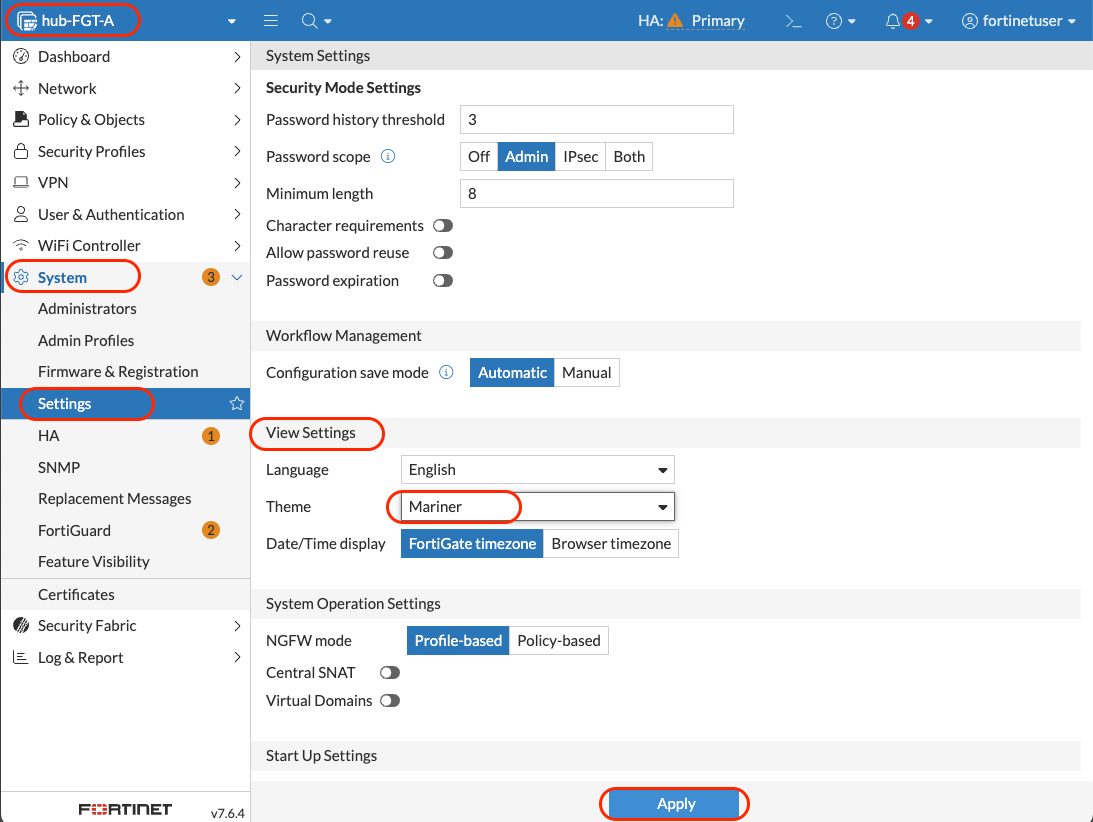 hub-FGT-A
HA: Primary
4
fortinetuser
Dashboard
Network
Policy & Objects
Security Profiles
VPN
User & Authentication
WiFi Controller
System 3
Administrators
Admin Profiles
Firmware & Registration
Settings
HA 1
SNMP
Replacement Messages
FortiGuard 2
Feature Visibility
Certificates
Security Fabric
Log & Report
FORTINET v7.6.4
System Settings
Security Mode Settings
Password history threshold 3
Password scope Off Admin IPsec Both
Minimum length 8
Character requirements
Allow password reuse
Password expiration
Workflow Management
Configuration save mode Automatic Manual
View Settings
Language English
Theme Mariner
Date/Time display FortiGate timezone Browser timezone
System Operation Settings
NGFW mode Profile-based Policy-based
Central SNAT
Virtual Domains
Start Up Settings
Apply